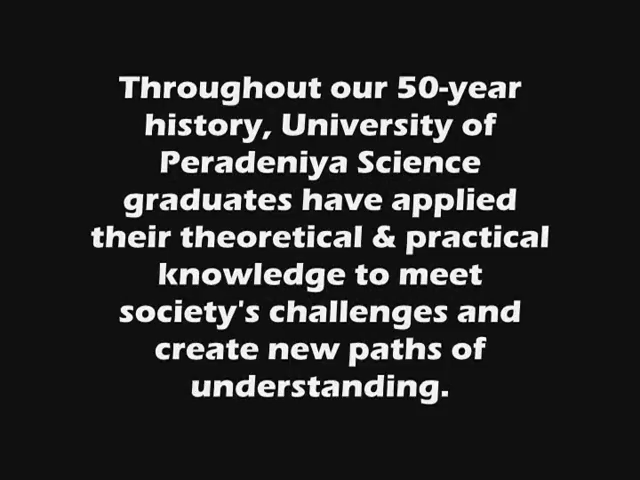 Throughout our 50-year
history, University of
Peradeniya Science
graduates have applied
their theoretical & practical
knowledge to meet
society's challenges and
create new paths of
understanding.